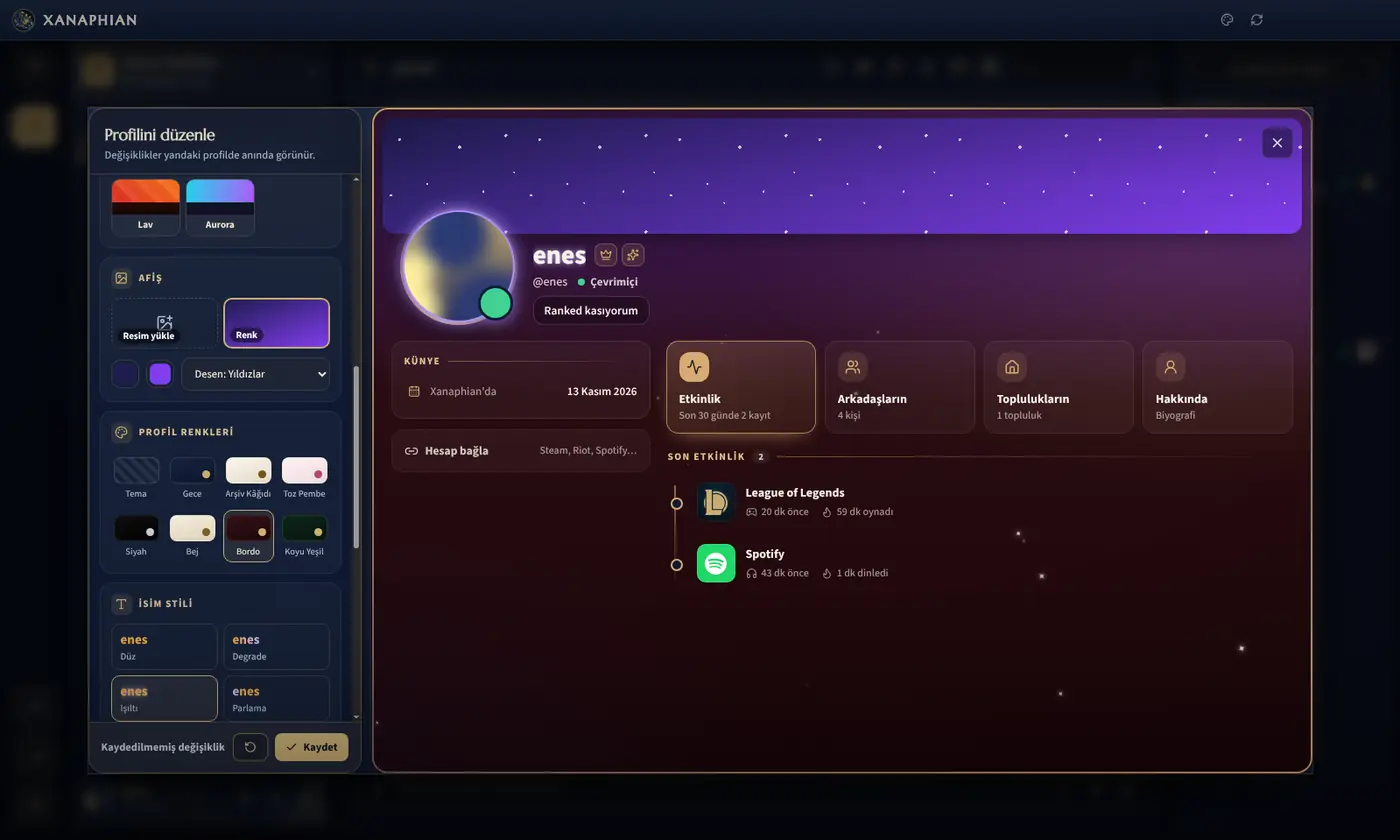 XANAPHIAN
Profilini düzenle
Değişiklikler yandaki profilde anında görünür.
Lav
Aurora
AFİŞ
Resim yükle
Renk
Desen: Yıldızlar
PROFİL RENKLERİ
Tema
Gece
Arşiv Kâğıdı
Toz Pembe
Siyah
Bej
Bordo
Koyu Yeşil
İSİM STİLİ
enes
Düz
enes
Degrade
enes
Işıltı
enes
Parlama
Kaydedilmemiş değişiklik
Kaydet
enes
@enes
Çevrimiçi
Ranked kasıyorum
KÜNYE
Xanaphian'da
13 Kasım 2026
Hesap bağla
Steam, Riot, Spotify…
Etkinlik
Son 30 günde 2 kayıt
Arkadaşların
4 kişi
Toplulukların
1 topluluk
Hakkında
Biyografi
SON ETKİNLİK 2
League of Legends
20 dk önce
59 dk oynadı
Spotify
43 dk önce
1 dk dinledi